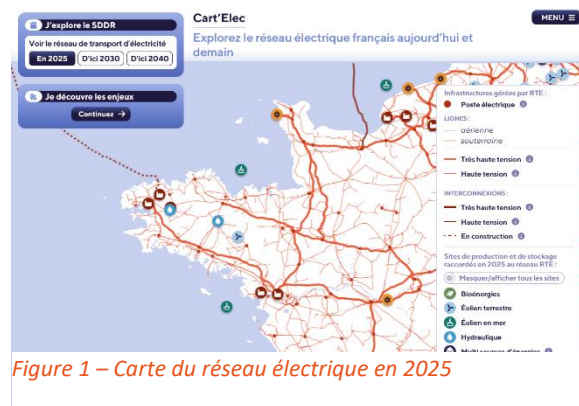 J'explore le SDDR
Voir le réseau de transport d'électricité
En 2025 D'ici 2030 D'ici 2040
Je découvre les enjeux
Continuez →
Cart'Elec
Explorez le réseau électrique français aujourd'hui et
demain
MENU
Infrastructures gérées par RTE :
Poste électrique
LIGNES :
aérienne
souterraine
Très haute tension
Haute tension
INTERCONNEXIONS :
Très haute tension
Haute tension
En construction
Sites de production et de stockage
raccordés en 2025 au réseau RTE :
Masquer/afficher tous les sites
Bioénergies
Éolien terrestre
Éolien en mer
Hydraulique
Multi sources d'énergies
Figure 1 – Carte du réseau électrique en 2025